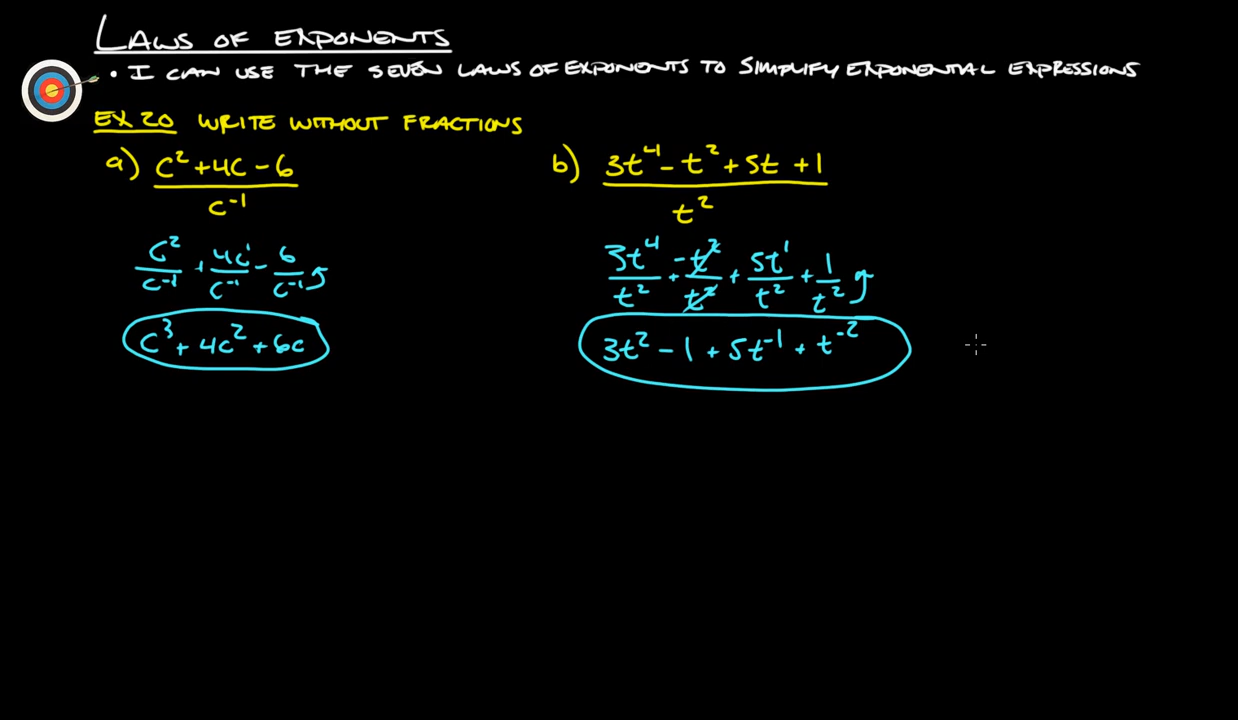 LAWS OF EXPONENTS
• I CAN USE THE SEVEN LAWS OF EXPONENTS TO SIMPLIFY EXPONENTIAL EXPRESSIONS
EX 20 WRITE WITHOUT FRACTIONS
a) (c² + 4c - 6) / c⁻¹
b) (3t⁴ - t² + 5t + 1) / t²
c²/c⁻¹ + 4c¹/c⁻¹ - 6/c⁻¹
3t⁴/t² + -t²/t² + 5t¹/t² + 1/t²
c³ + 4c² + 6c
3t² - 1 + 5t⁻¹ + t⁻²